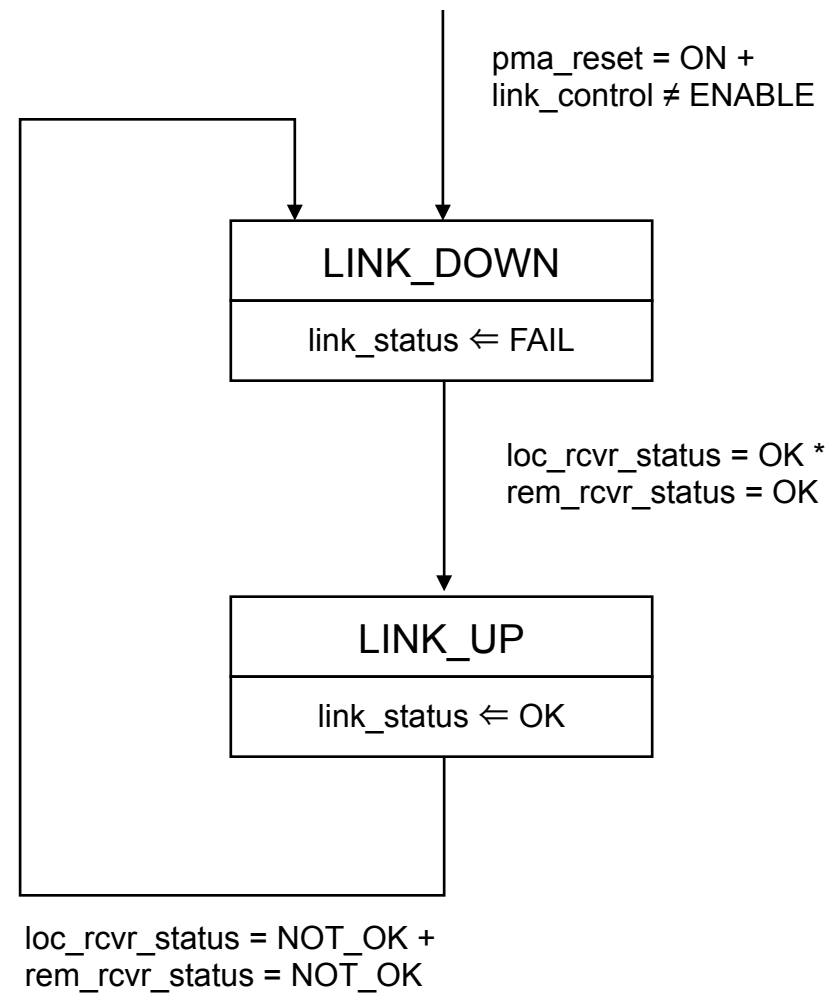 pma_reset = ON +
link_control ≠ ENABLE
LINK_DOWN
link_status ⇐ FAIL
loc_rcvr_status = OK *
rem_rcvr_status = OK
LINK_UP
link_status ⇐ OK
loc_rcvr_status = NOT_OK +
rem_rcvr_status = NOT_OK